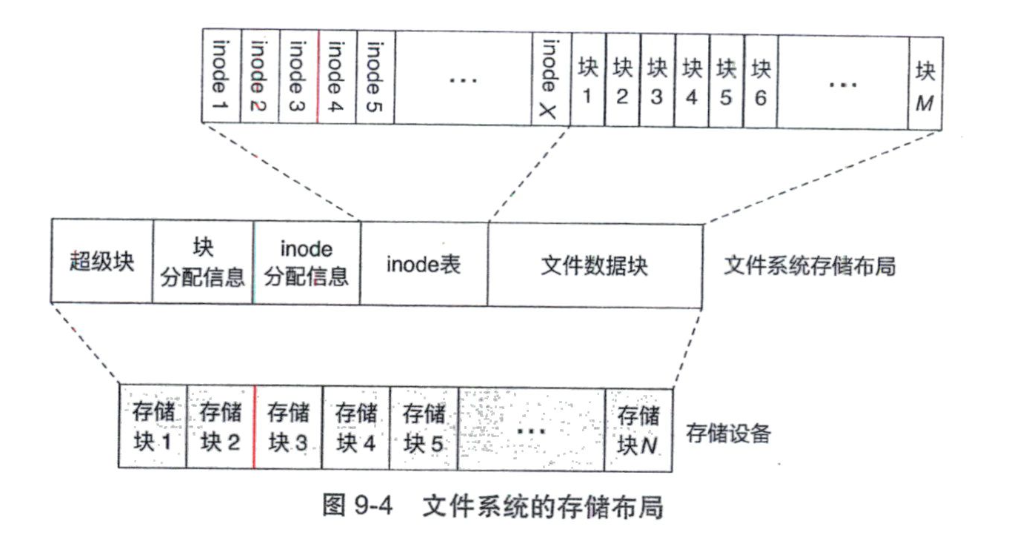 inode 1 inode 2 inode 3 inode 4 inode 5 ... inode X 块 1 块 2 块 3 块 4 块 5 块 6 ... 块 M
超级块 块 分配信息 inode 分配信息 inode表 文件数据块 文件系统存储布局
存储 块 1 存储 块 2 存储 块 3 存储 块 4 存储 块 5 ... 存储 块N 存储设备
图 9-4 文件系统的存储布局